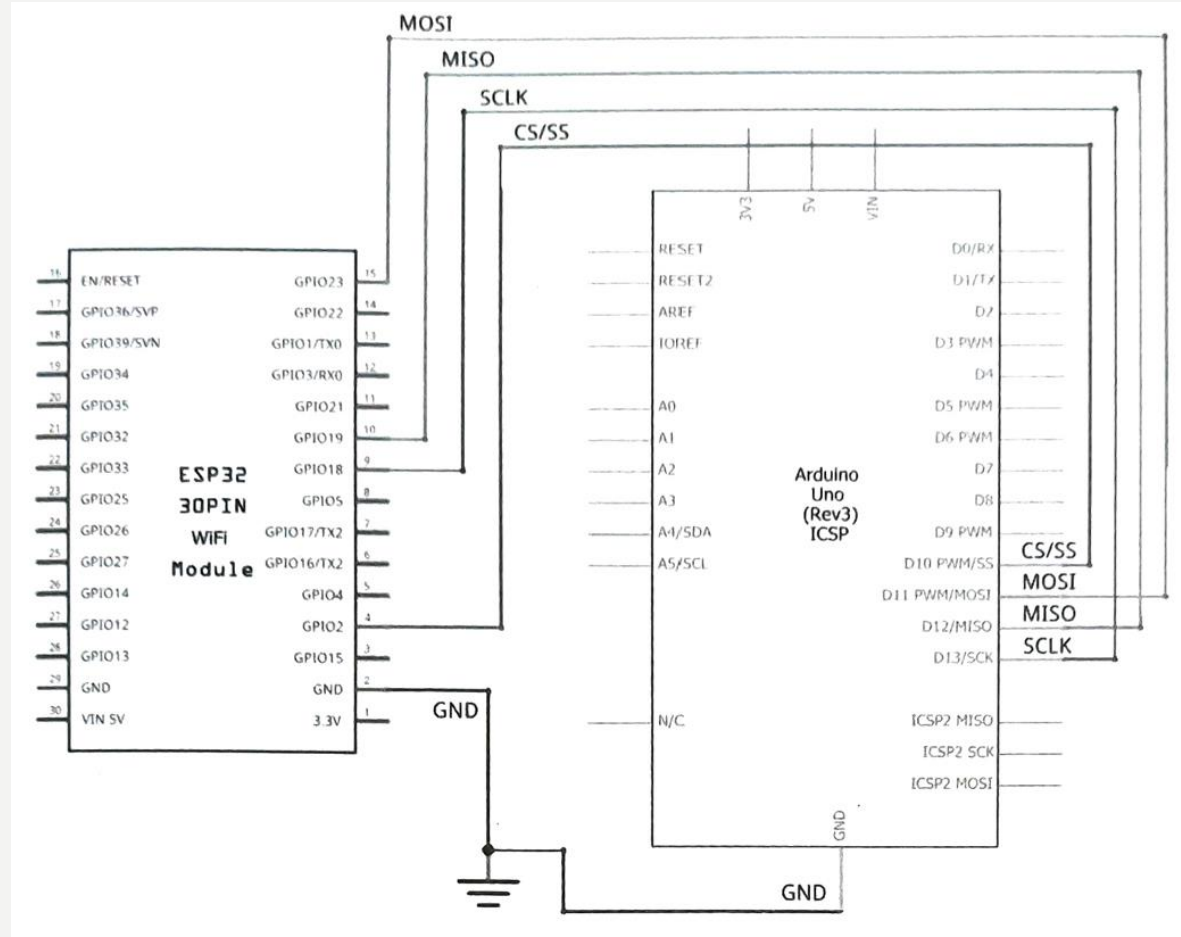 MOSI
MISO
SCLK
CS/SS
3V3
5V
VIN
16 EN/RESET
17 GPIO36/SVP
18 GPIO39/SVN
19 GPIO34
20 GPIO35
21 GPIO32
22 GPIO33
23 GPIO25
24 GPIO26
25 GPIO27
26 GPIO14
27 GPIO12
28 GPIO13
29 GND
30 VIN 5V
ESP32
30PIN
WiFi
Module
GPIO23 15
GPIO22 14
GPIO1/TX0 13
GPIO3/RX0 12
GPIO21 11
GPIO19 10
GPIO18 9
GPIO5 8
GPIO17/TX2 7
GPIO16/TX2 6
GPIO4 5
GPIO2 4
GPIO15 3
GND 2
3.3V 1
GND
RESET
RESET2
AREF
IOREF
A0
A1
A2
A3
A4/SDA
A5/SCL
N/C
Arduino
Uno
(Rev3)
ICSP
D0/RX
D1/TX
D2
D3 PWM
D4
D5 PWM
D6 PWM
D7
D8
D9 PWM
D10 PWM/SS CS/SS
D11 PWM/MOSI MOSI
D12/MISO MISO
D13/SCK SCLK
ICSP2 MISO
ICSP2 SCK
ICSP2 MOSI
GND
GND